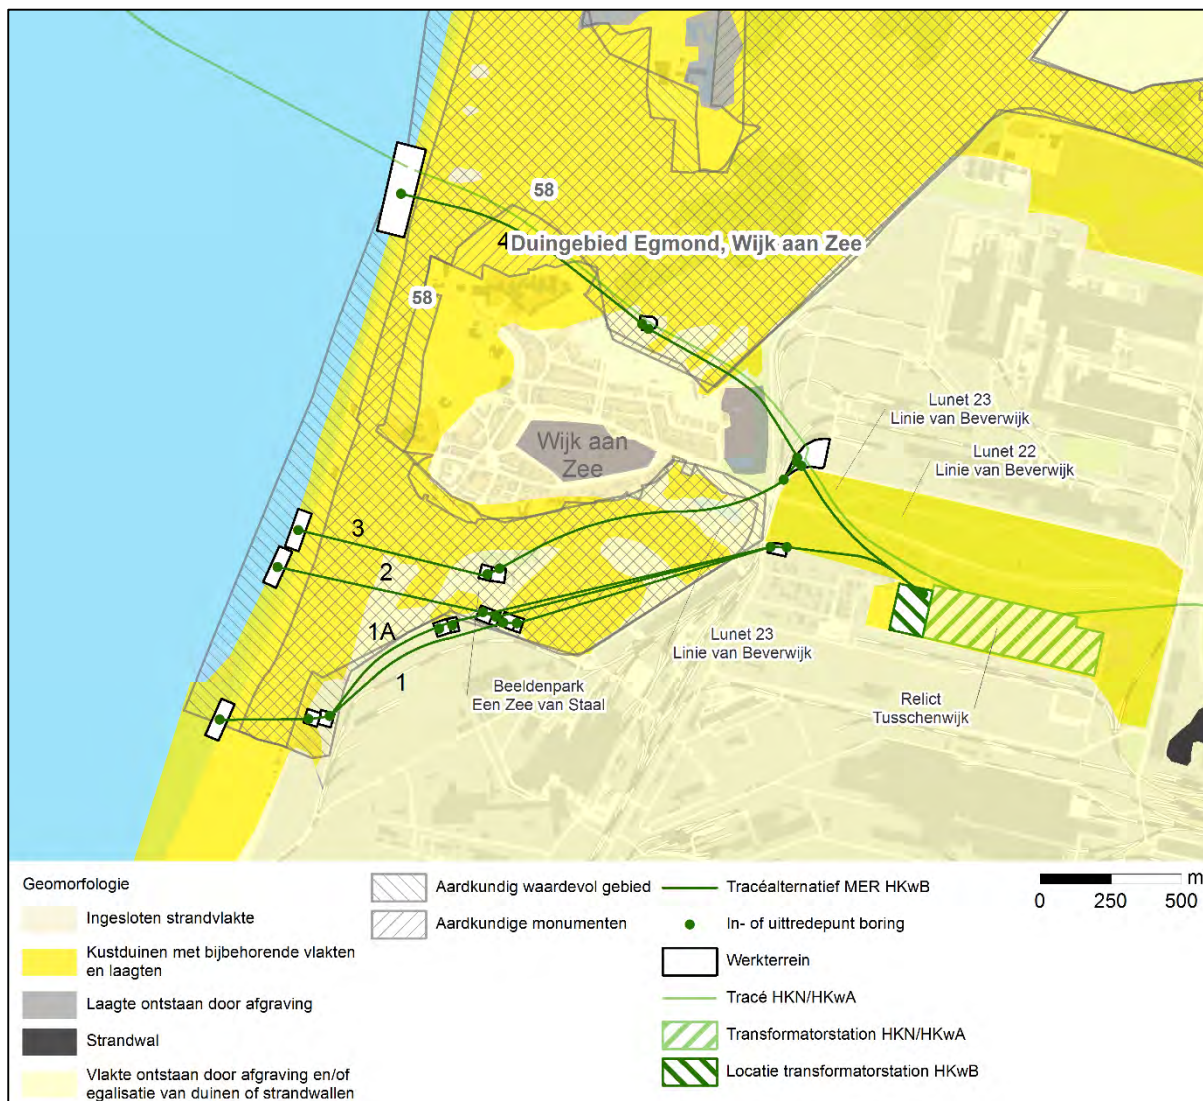 58
4
Duingebied Egmond, Wijk aan Zee
58
Lunet 23
Linie van Beverwijk
Lunet 22
Linie van Beverwijk
Wijk aan
Zee
3
2
1A
1
Lunet 23
Linie van Beverwijk
Beeldenpark
Een Zee van Staal
Relict
Tusschenwijk
Geomorfologie
Ingesloten strandvlakte
Kustduinen met bijbehorende vlakten
en laagten
Laagte ontstaan door afgraving
Strandwal
Vlakte ontstaan door afgraving en/of
egalisatie van duinen of strandwallen
Aardkundig waardevol gebied
Aardkundige monumenten
Tracéalternatief MER HKwB
In- of uittredepunt boring
Werkterrein
Tracé HKN/HKwA
Transformatorstation HKN/HKwA
Locatie transformatorstation HKwB
m
0 250 500